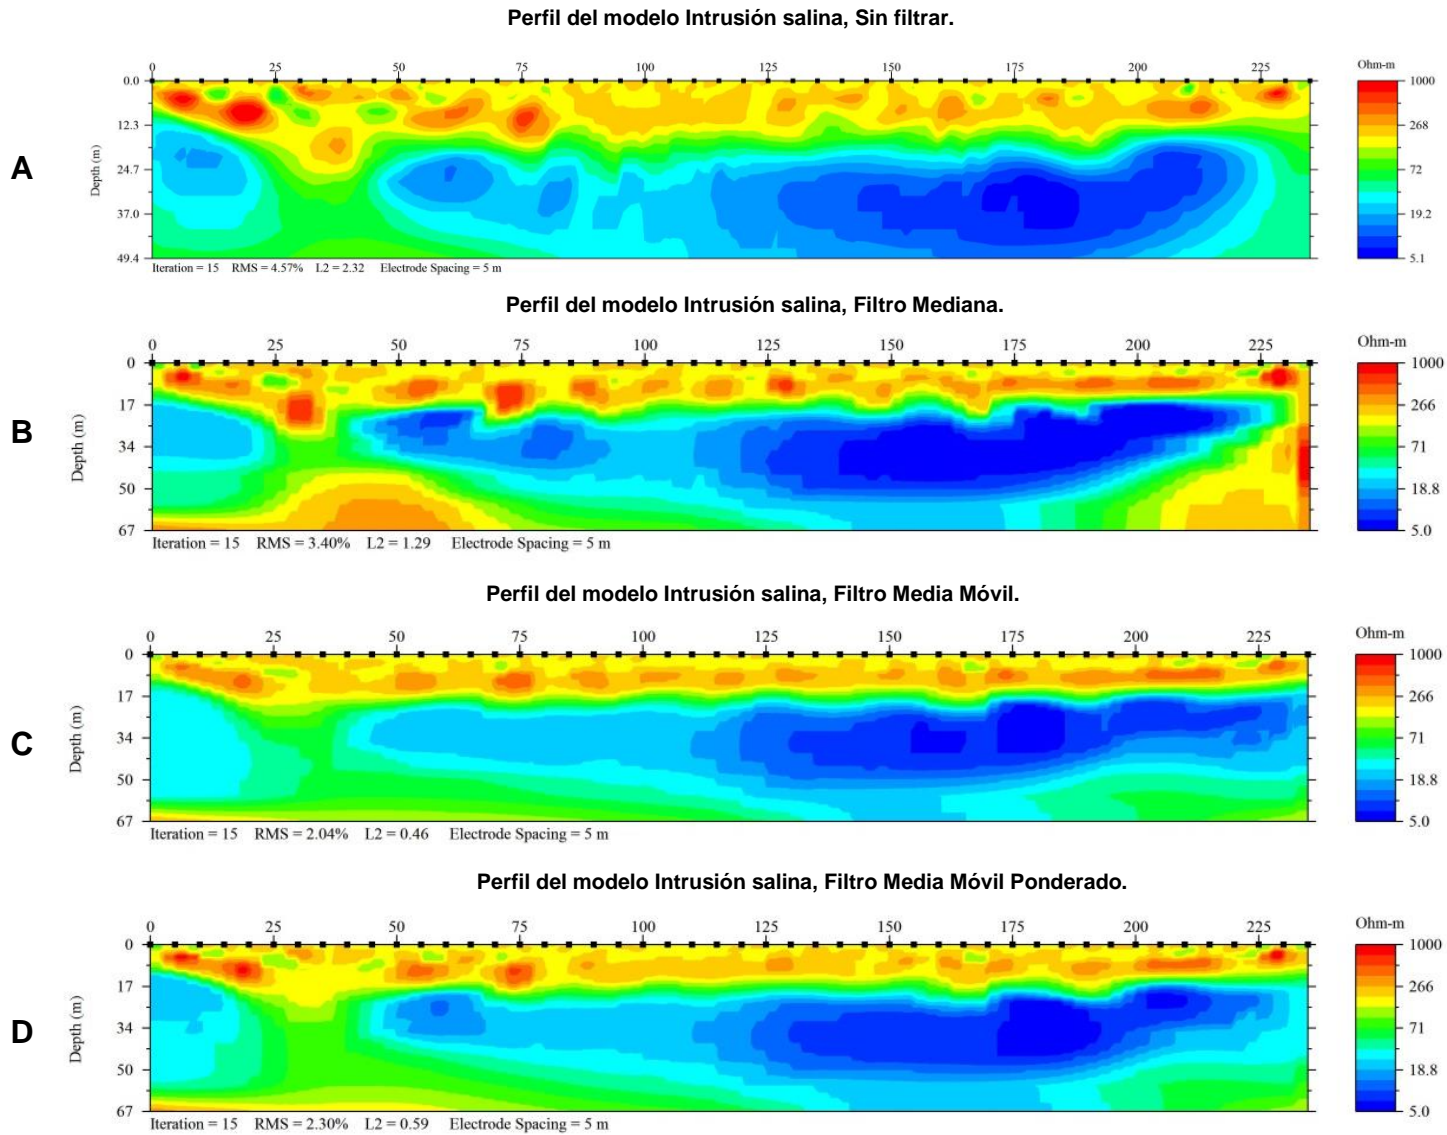 Perfil del modelo Intrusión salina, Sin filtrar.
A
0 25 50 75 100 125 150 175 200 225
Ohm-m
0.0
12.3
24.7
37.0
49.4
Depth (m)
1000
268
72
19.2
5.1
Iteration = 15 RMS = 4.57% L2 = 2.32 Electrode Spacing = 5 m
Perfil del modelo Intrusión salina, Filtro Mediana.
B
0 25 50 75 100 125 150 175 200 225
Ohm-m
0
17
34
50
67
Depth (m)
1000
266
71
18.8
5.0
Iteration = 15 RMS = 3.40% L2 = 1.29 Electrode Spacing = 5 m
Perfil del modelo Intrusión salina, Filtro Media Móvil.
C
0 25 50 75 100 125 150 175 200 225
Ohm-m
0
17
34
50
67
Depth (m)
1000
266
71
18.8
5.0
Iteration = 15 RMS = 2.04% L2 = 0.46 Electrode Spacing = 5 m
Perfil del modelo Intrusión salina, Filtro Media Móvil Ponderado.
D
0 25 50 75 100 125 150 175 200 225
Ohm-m
0
17
34
50
67
Depth (m)
1000
266
71
18.8
5.0
Iteration = 15 RMS = 2.30% L2 = 0.59 Electrode Spacing = 5 m